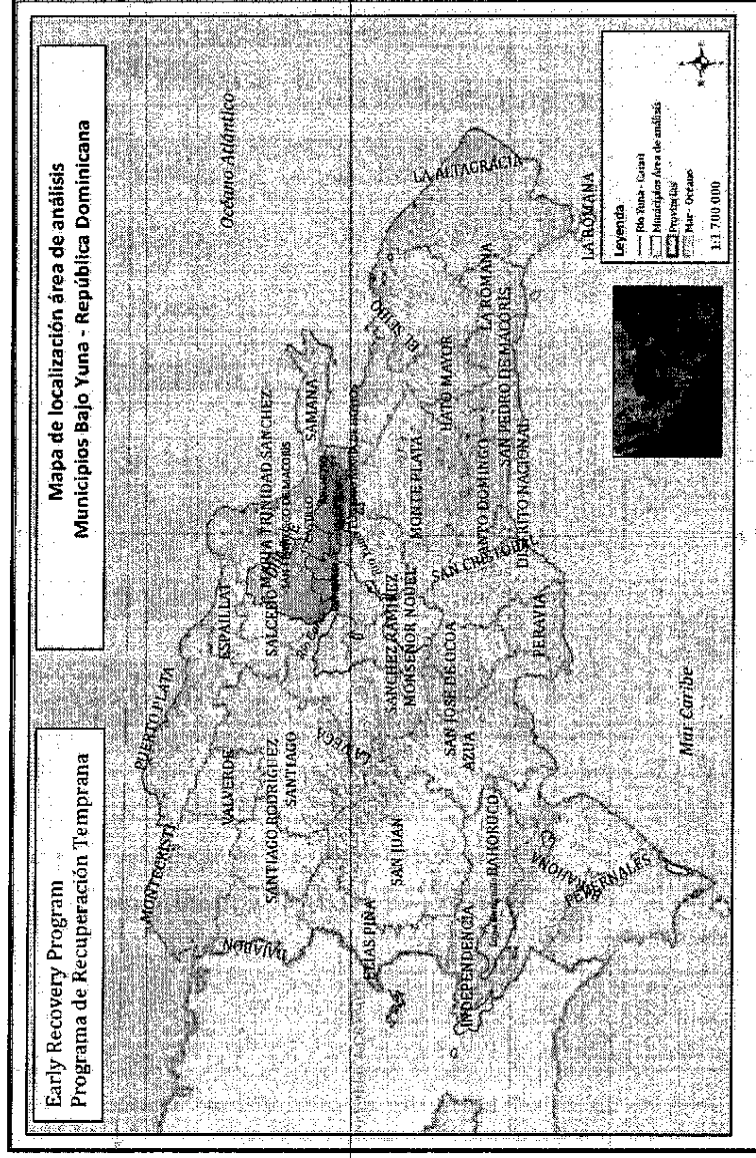 Early Recovery Program
Programa de Recuperación Temprana
Mapa de localización área de análisis
Municipios Bajo Yuna - República Dominicana
Océano Atlántico
PUERTO PLATA
MONTECRISTI
ESPAILLAT
VALVERDE
SALCEDO
MARIA TRINIDAD SANCHEZ
SANTIAGO RODRIGUEZ
SANTIAGO
DAJABON
SAMANA
LA VEGA
ELIAS PIÑA
SAN JUAN
SANCHEZ RAMIREZ
MONSEÑOR NOUEL
MONTE PLATA
HATO MAYOR
EL SEIBO
LA ALTAGRACIA
SAN JOSE DE OCOA
AZUA
SAN CRISTOBAL
SANTO DOMINGO
SAN PEDRO DE MACORIS
LA ROMANA
DISTRITO NACIONAL
INDEPENDENCIA
BAHORUCO
PERAVIA
BARAHONA
PEDERNALES
LA ROMANA
Mar Caribe
Leyenda
Río Yuna - Camú
Municipios Área de análisis
Provincias
Mar - Océano
1:1 700 000